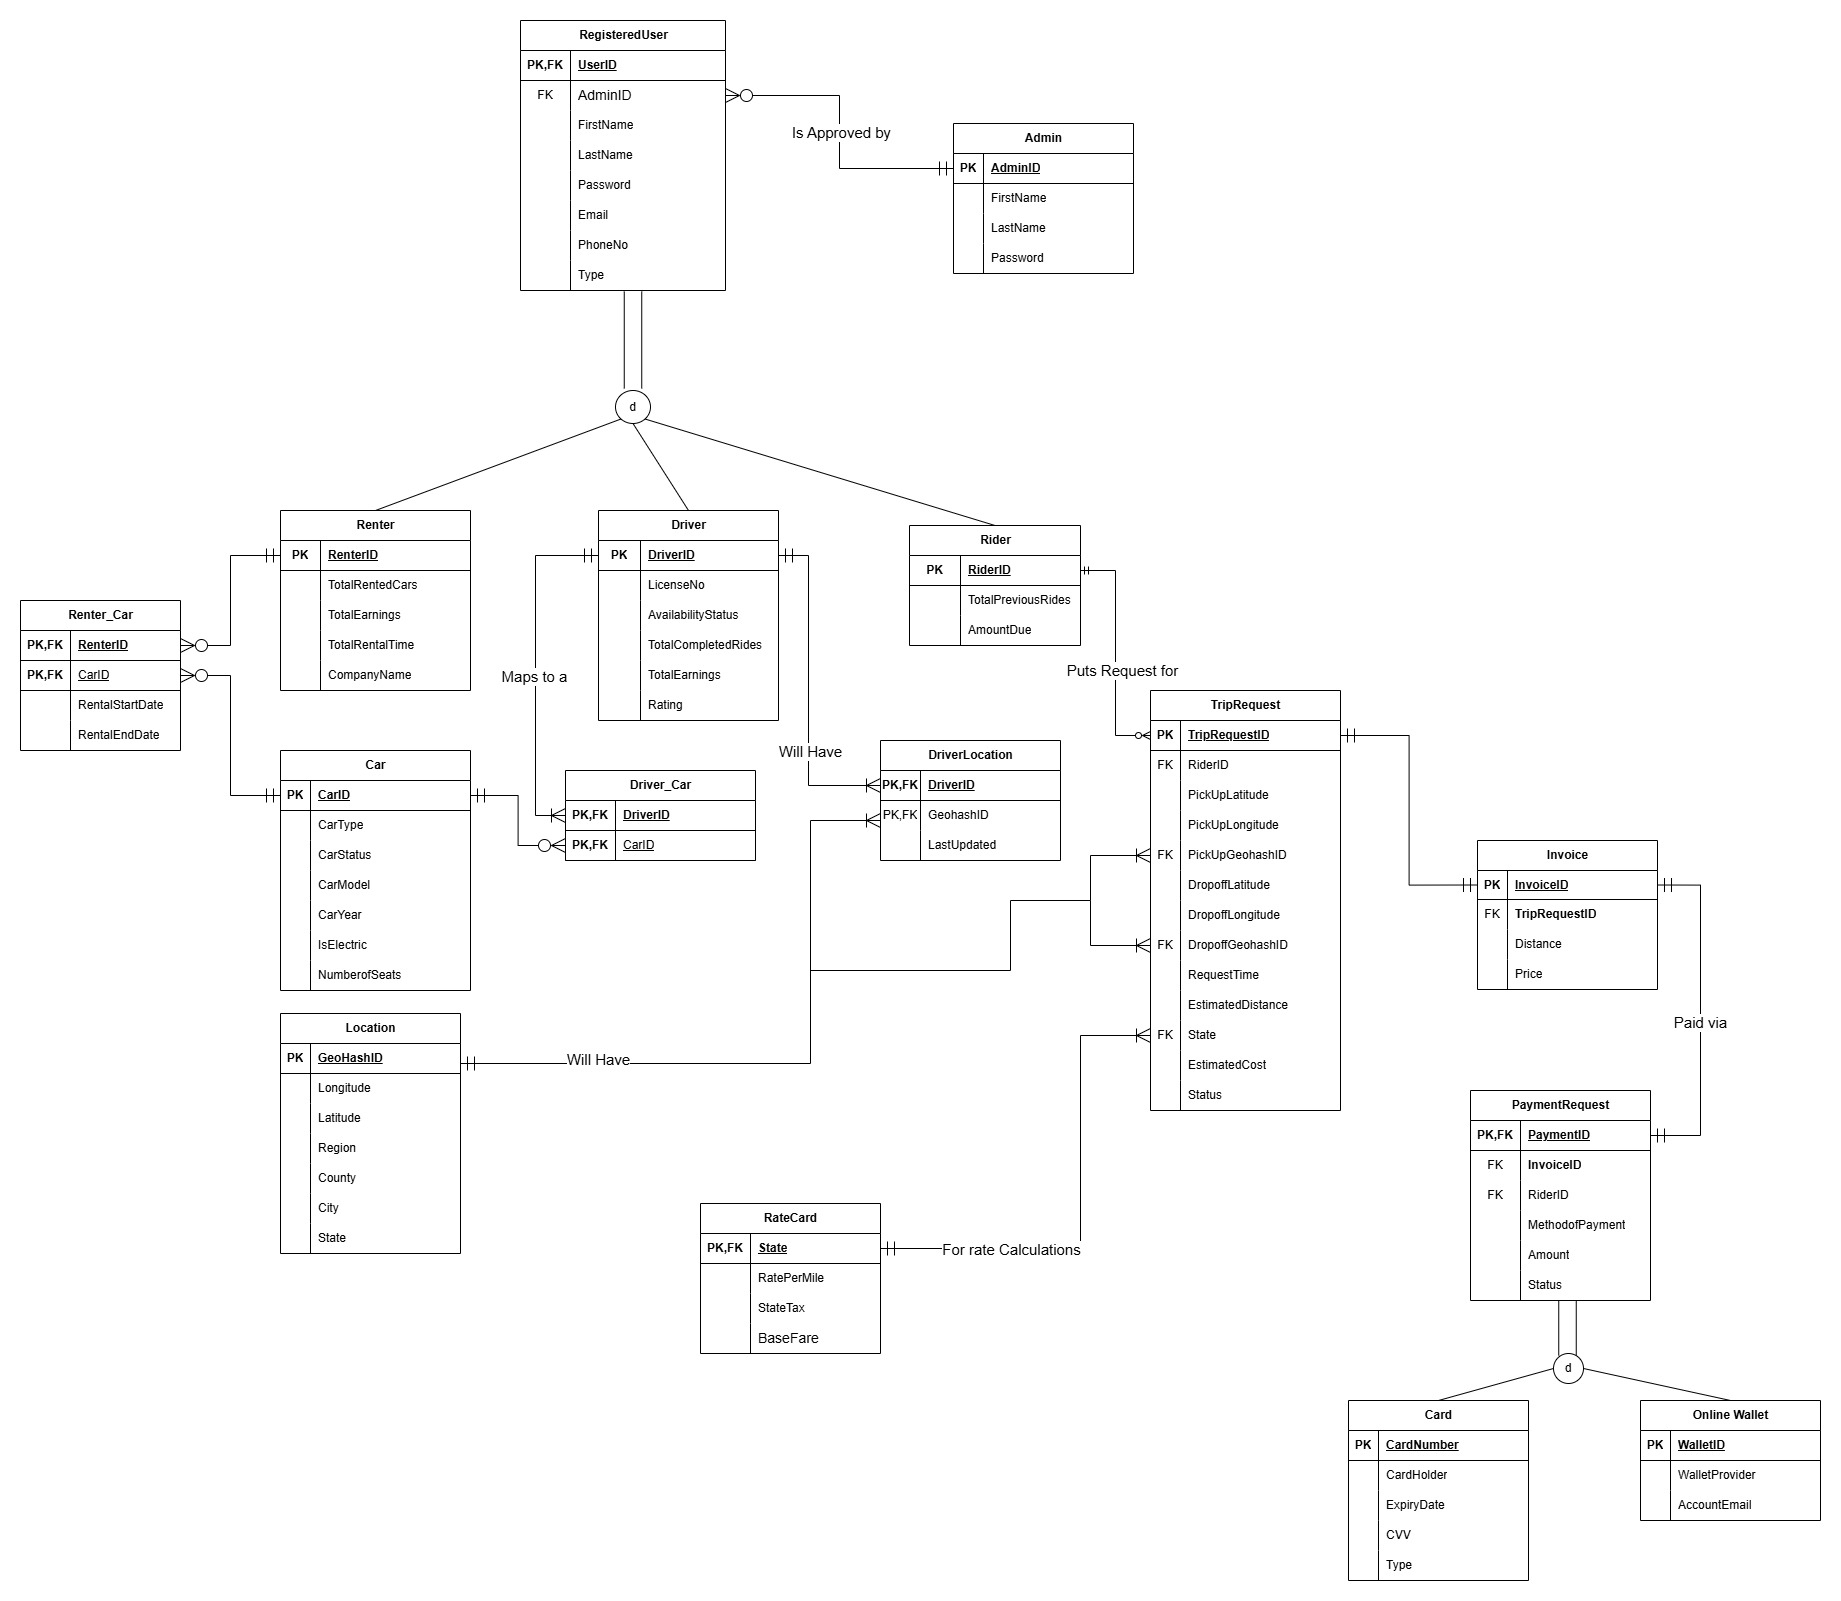 RegisteredUser
PK,FK UserID
FK AdminID
FirstName
LastName
Password
Email
PhoneNo
Type
Is Approved by
Admin
PK AdminID
FirstName
LastName
Password
d
Renter
PK RenterID
TotalRentedCars
TotalEarnings
TotalRentalTime
CompanyName
Driver
PK DriverID
LicenseNo
AvailabilityStatus
TotalCompletedRides
TotalEarnings
Rating
Rider
PK RiderID
TotalPreviousRides
AmountDue
Renter_Car
PK,FK RenterID
PK,FK CarID
RentalStartDate
RentalEndDate
Maps to a
Puts Request for
Will Have
Car
PK CarID
CarType
CarStatus
CarModel
CarYear
IsElectric
NumberofSeats
Driver_Car
PK,FK DriverID
PK,FK CarID
DriverLocation
PK,FK DriverID
PK,FK GeohashID
LastUpdated
TripRequest
PK TripRequestID
FK RiderID
PickUpLatitude
PickUpLongitude
FK PickUpGeohashID
DropoffLatitude
DropoffLongitude
FK DropoffGeohashID
RequestTime
EstimatedDistance
FK State
EstimatedCost
Status
Invoice
PK InvoiceID
FK TripRequestID
Distance
Price
Paid via
Location
PK GeoHashID
Longitude
Latitude
Region
County
City
State
Will Have
RateCard
PK,FK State
RatePerMile
StateTax
BaseFare
For rate Calculations
PaymentRequest
PK,FK PaymentID
FK InvoiceID
FK RiderID
MethodofPayment
Amount
Status
d
Card
PK CardNumber
CardHolder
ExpiryDate
CVV
Type
Online Wallet
PK WalletID
WalletProvider
AccountEmail